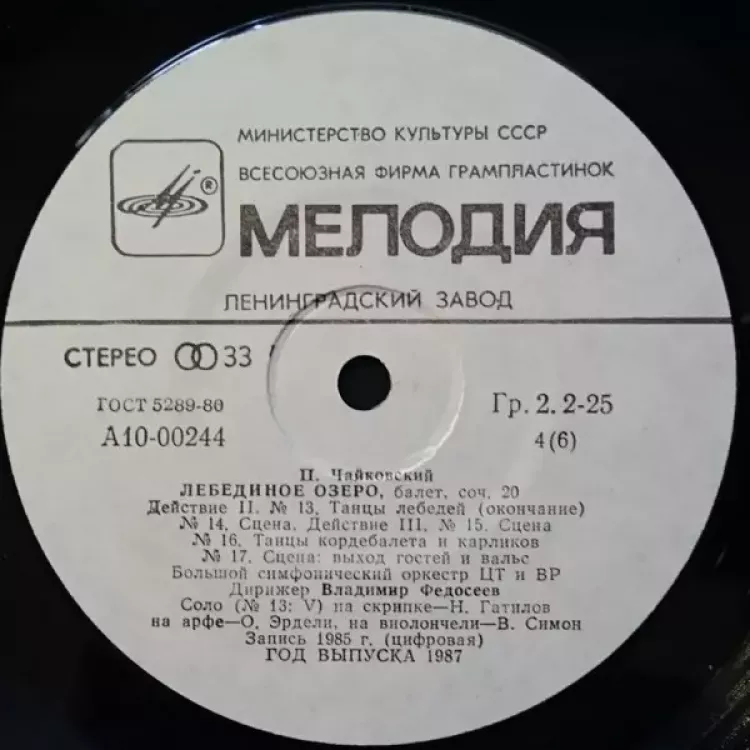 МИНИСТЕРСТВО КУЛЬТУРЫ СССР
ВСЕСОЮЗНАЯ ФИРМА ГРАМПЛАСТИНОК
®
МЕЛОДИЯ
ЛЕНИНГРАДСКИЙ ЗАВОД
СТЕРЕО 33
ГОСТ 5289-80
Гр. 2. 2-25
А10-00244
4(6)
П. Чайковский
ЛЕБЕДИНОЕ ОЗЕРО, балет, соч. 20
Действие II. № 13. Танцы лебедей (окончание)
№ 14. Сцена. Действие III. № 15. Сцена
№ 16. Танцы кордебалета и карликов
№ 17. Сцена: выход гостей и вальс
Большой симфонический оркестр ЦТ и ВР
Дирижер Владимир Федосеев
Соло (№ 13: V) на скрипке—Н. Гатилов
на арфе—О. Эрдели, на виолончели—В. Симон
Запись 1985 г. (цифровая)
ГОД ВЫПУСКА 1987